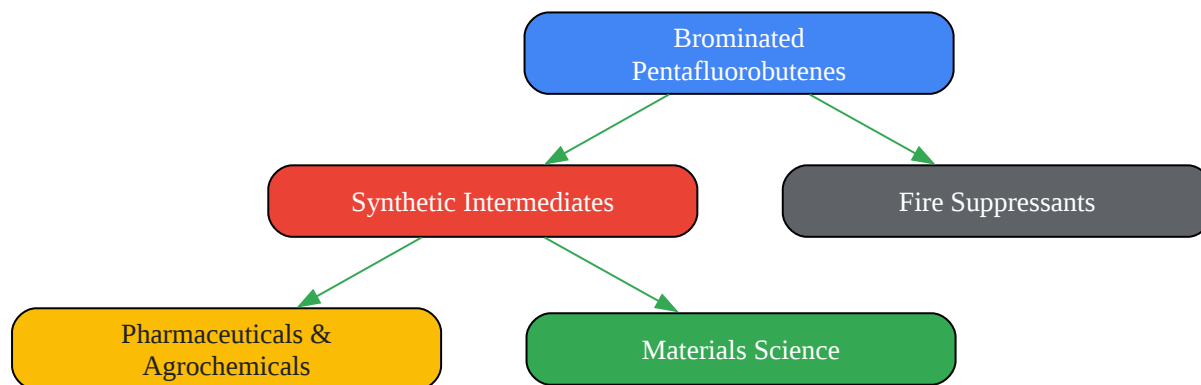 Brominated
Pentafluorobutenes
Synthetic Intermediates
Fire Suppressants
Pharmaceuticals &
Agrochemicals
Materials Science